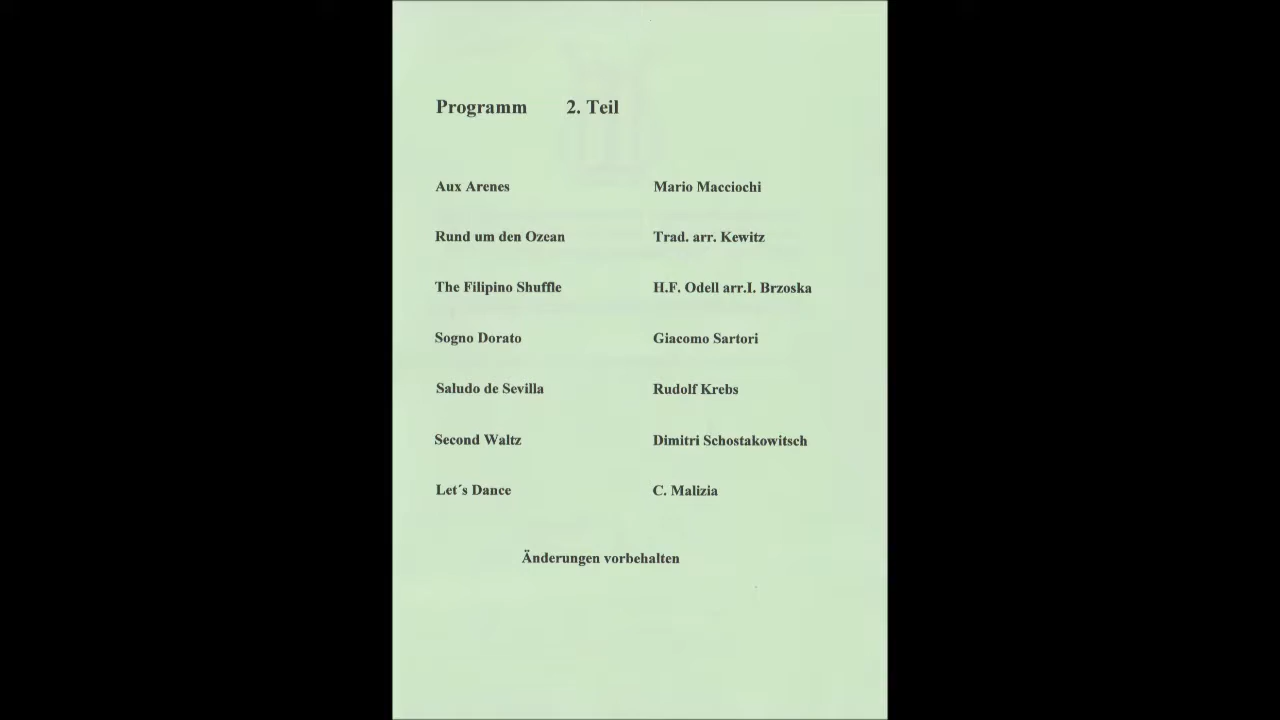 Programm 2. Teil
Aux Arenes Mario Macciochi
Rund um den Ozean Trad. arr. Kewitz
The Filipino Shuffle H.F. Odell arr.I. Brzoska
Sogno Dorato Giacomo Sartori
Saludo de Sevilla Rudolf Krebs
Second Waltz Dimitri Schostakowitsch
Let´s Dance C. Malizia
Änderungen vorbehalten